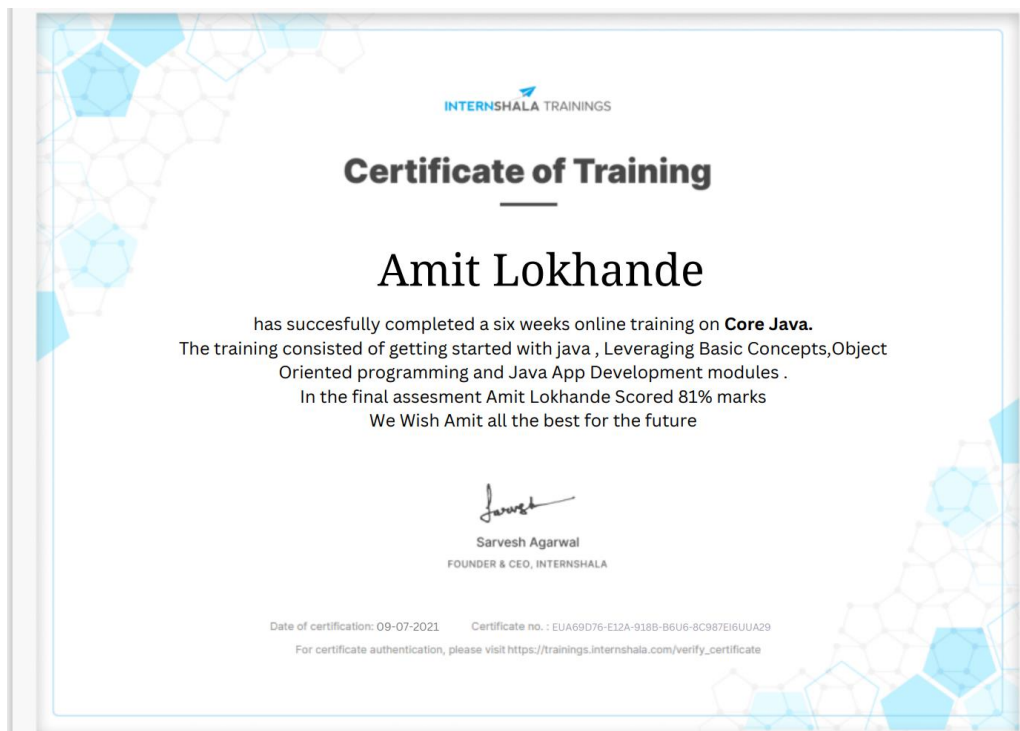 INTERNSHALA TRAININGS
Certificate of Training
Amit Lokhande
has succesfully completed a six weeks online training on Core Java.
The training consisted of getting started with java , Leveraging Basic Concepts,Object
Oriented programming and Java App Development modules .
In the final assesment Amit Lokhande Scored 81% marks
We Wish Amit all the best for the future
Sarvesh
Sarvesh Agarwal
FOUNDER & CEO, INTERNSHALA
Date of certification: 09-07-2021 Certificate no. : EUA69D76-E12A-918B-B6U6-8C987EI6UUA29
For certificate authentication, please visit https://trainings.internshala.com/verify_certificate